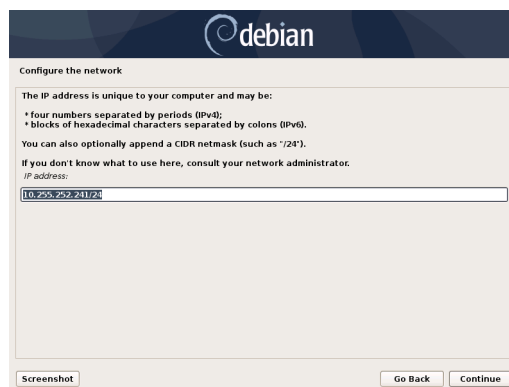 debian
Configure the network
The IP address is unique to your computer and may be:
* four numbers separated by periods (IPv4);
* blocks of hexadecimal characters separated by colons (IPv6).
You can also optionally append a CIDR netmask (such as "/24").
If you don't know what to use here, consult your network administrator.
IP address:
10.255.252.241/24
Screenshot
Go Back
Continue